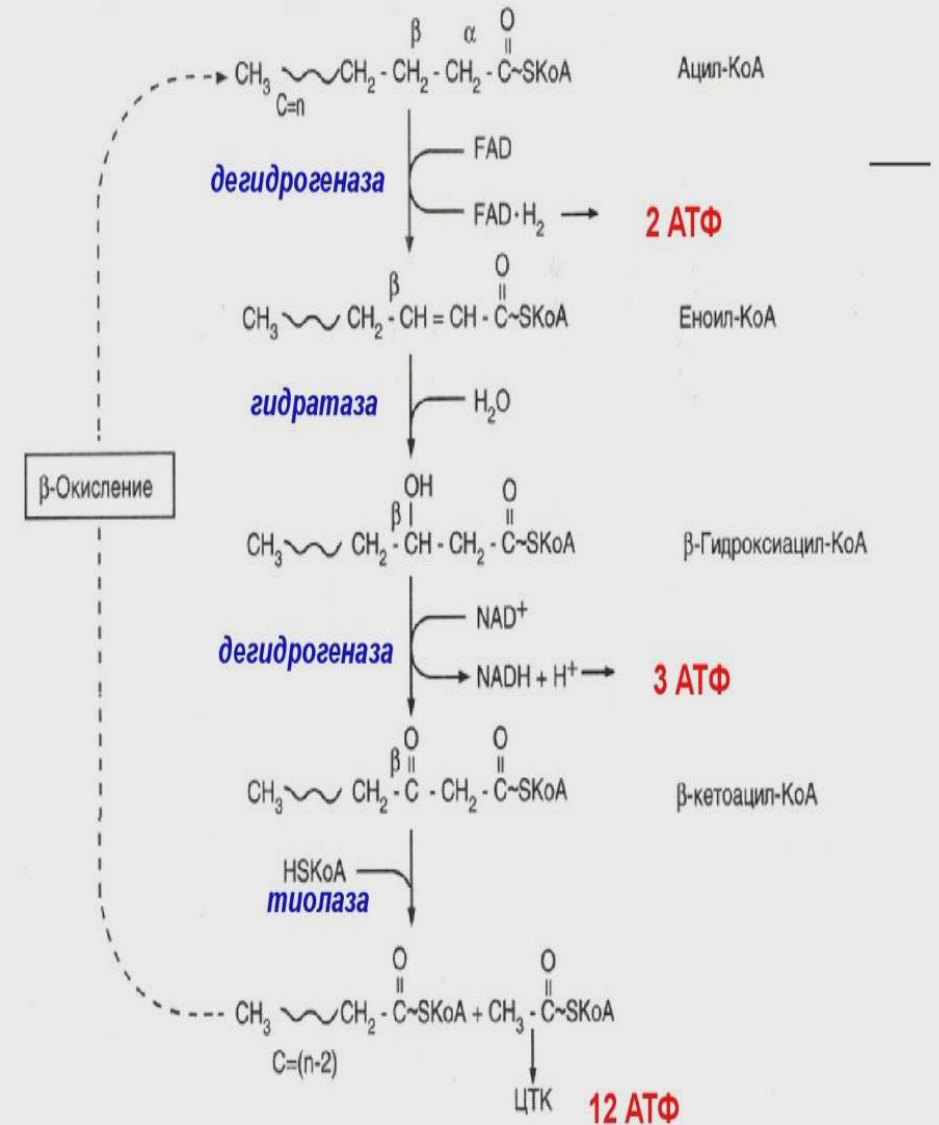 β α O
CH₃ CH₂ - CH₂ - CH₂ - C~SKoA Ацил-КоА
C=n
FAD
дегидрогеназа
FAD·H₂ 2 АТФ
O
β
CH₃ CH₂ - CH = CH - C~SKoA Еноил-КоА
гидратаза H₂O
OH O
β
β-Окисление
CH₃ CH₂ - CH - CH₂ - C~SKoA β-Гидроксиацил-КоА
NAD⁺
дегидрогеназа
NADH + H⁺ 3 АТФ
O O
β
CH₃ CH₂ - C - CH₂ - C~SKoA β-кетоацил-КоА
HSKoA
тиолаза
O O
CH₃ CH₂ - C~SKoA + CH₃ - C~SKoA
C=(n-2)
ЦТК 12 АТФ